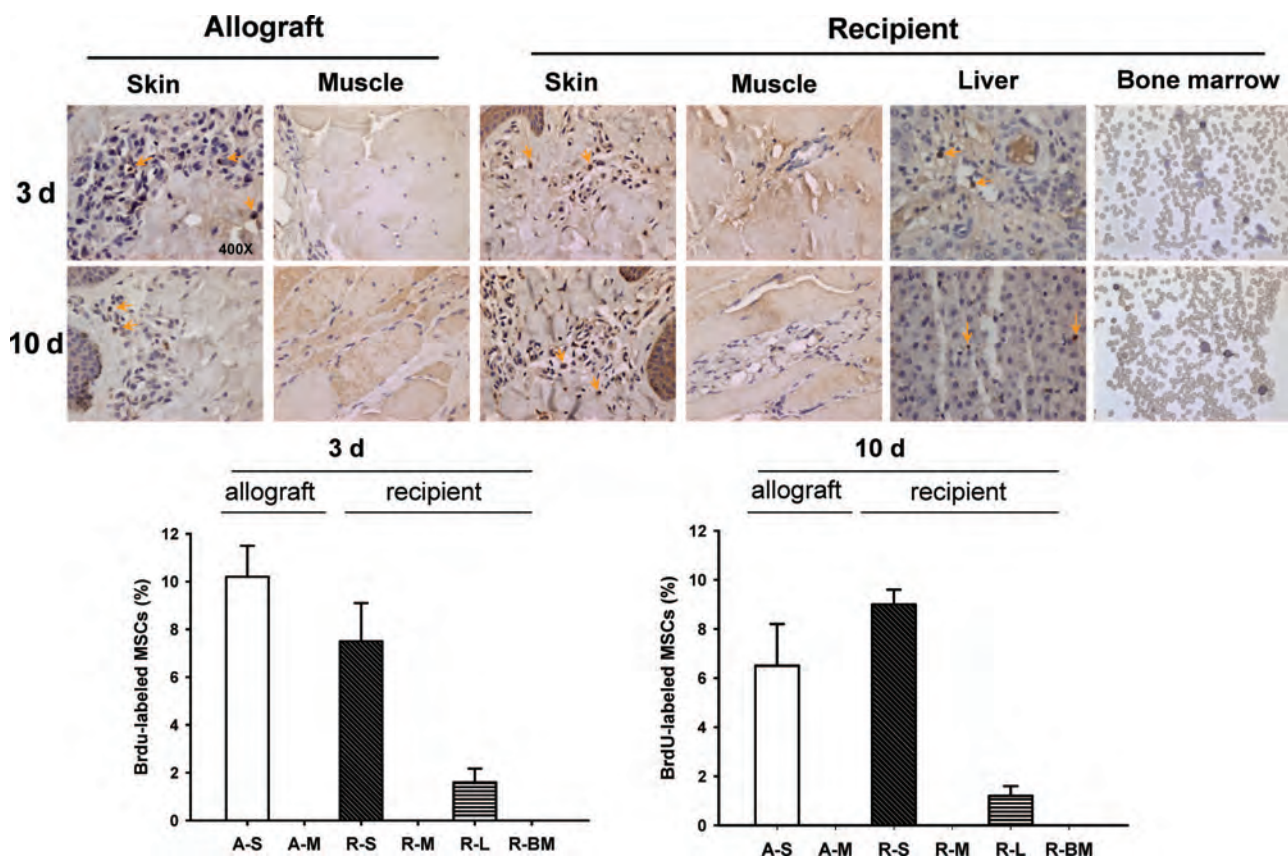 Allograft Recipient
Skin Muscle Skin Muscle Liver Bone marrow
3 d
400X
10 d
3 d
allograft recipient
Brdu-labeled MSCs (%)
12
10
8
6
4
2
0
A-S A-M R-S R-M R-L R-BM
10 d
allograft recipient
BrdU-labeled MSCs (%)
12
10
8
6
4
2
0
A-S A-M R-S R-M R-L R-BM